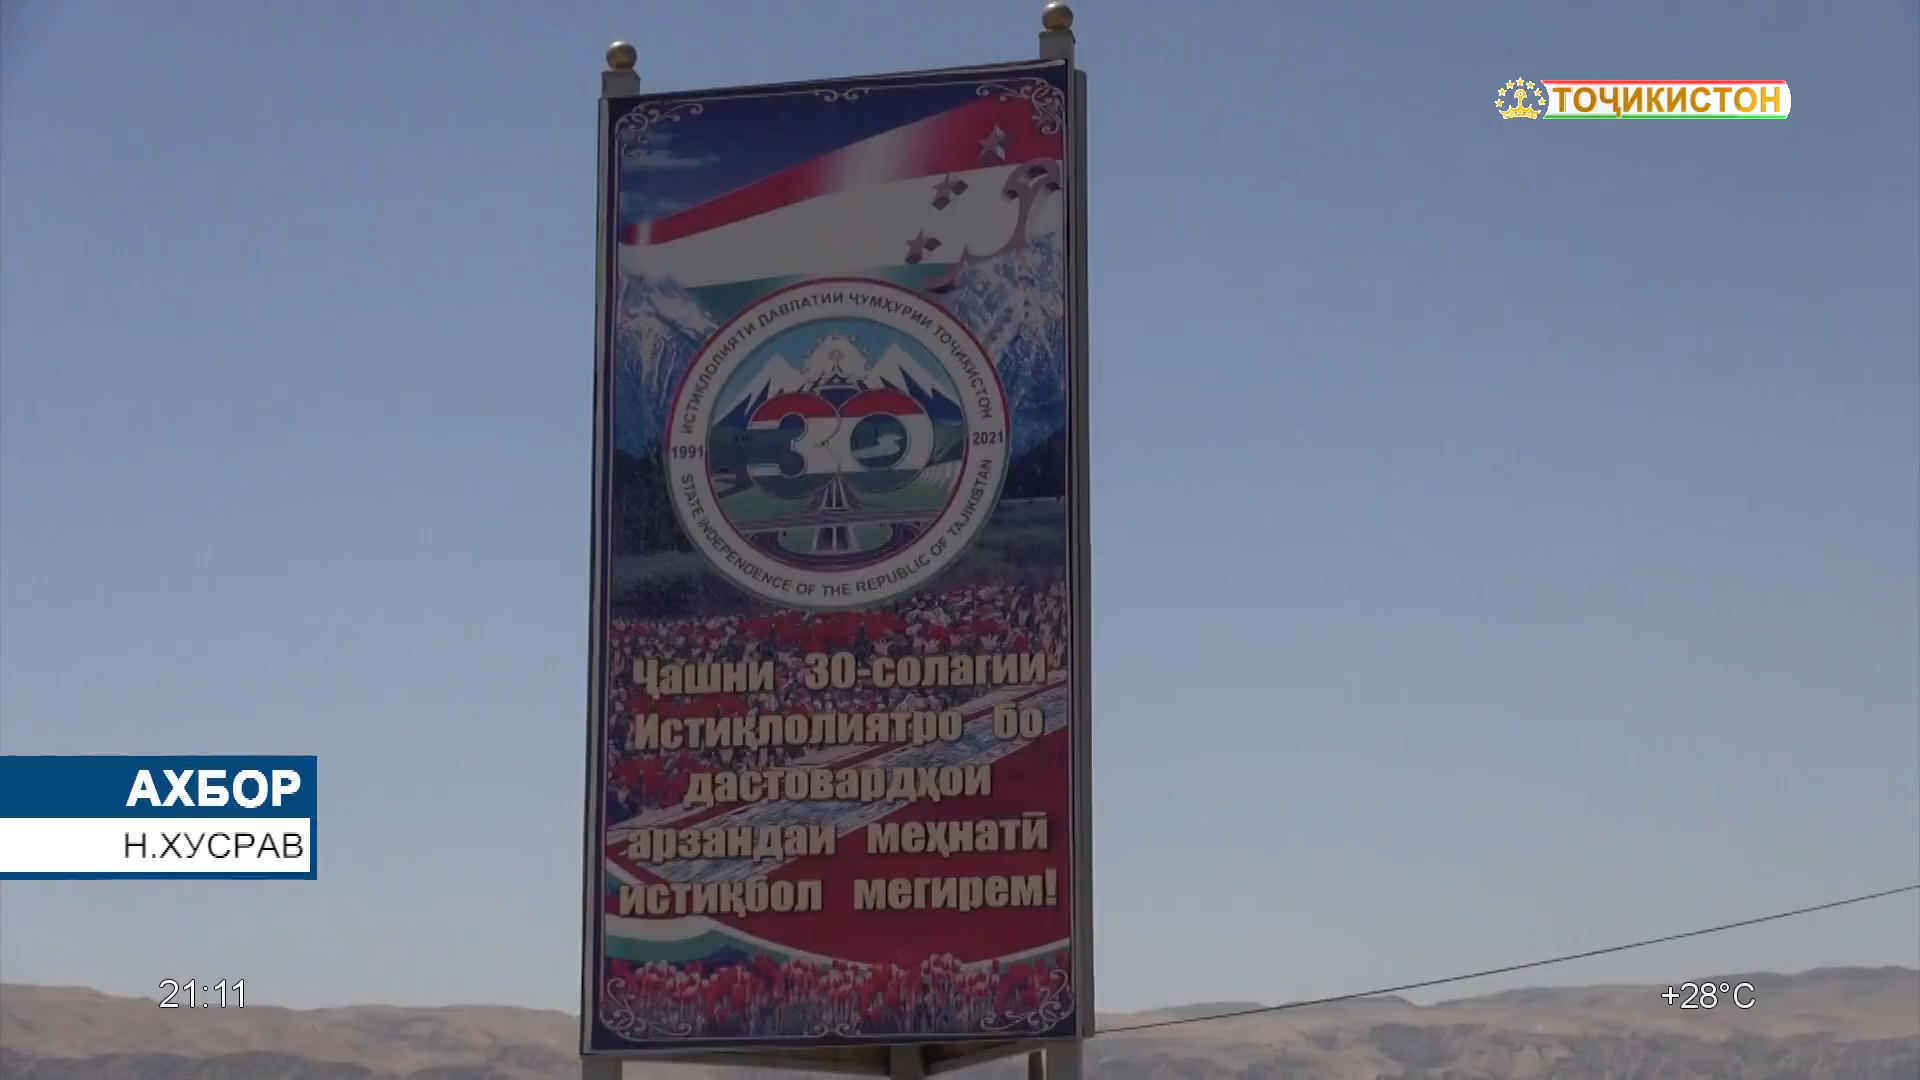 ТОҶИКИСТОН
ИСТИҚЛОЛИЯТИ ДАВЛАТИИ ҶУМҲУРИИ ТОҶИКИСТОН
30
1991
2021
STATE INDEPENDENCE OF THE REPUBLIC OF TAJIKISTAN
Ҷашни 30-солагии
Истиқлолиятро бо
дастовардҳои
арзандаи меҳнатӣ
истиқбол мегирем!
АХБОР
Н.ХУСРАВ
21:11
+28°C